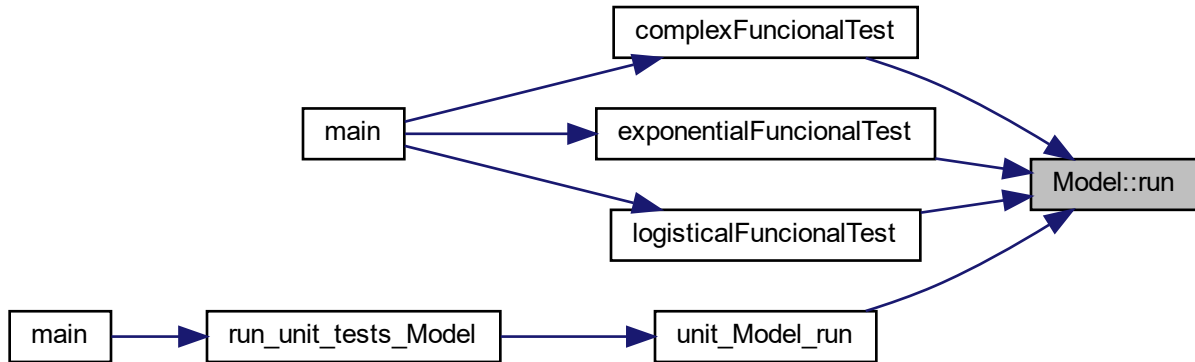 complexFuncionalTest
main
exponentialFuncionalTest
Model::run
logisticalFuncionalTest
main
run_unit_tests_Model
unit_Model_run